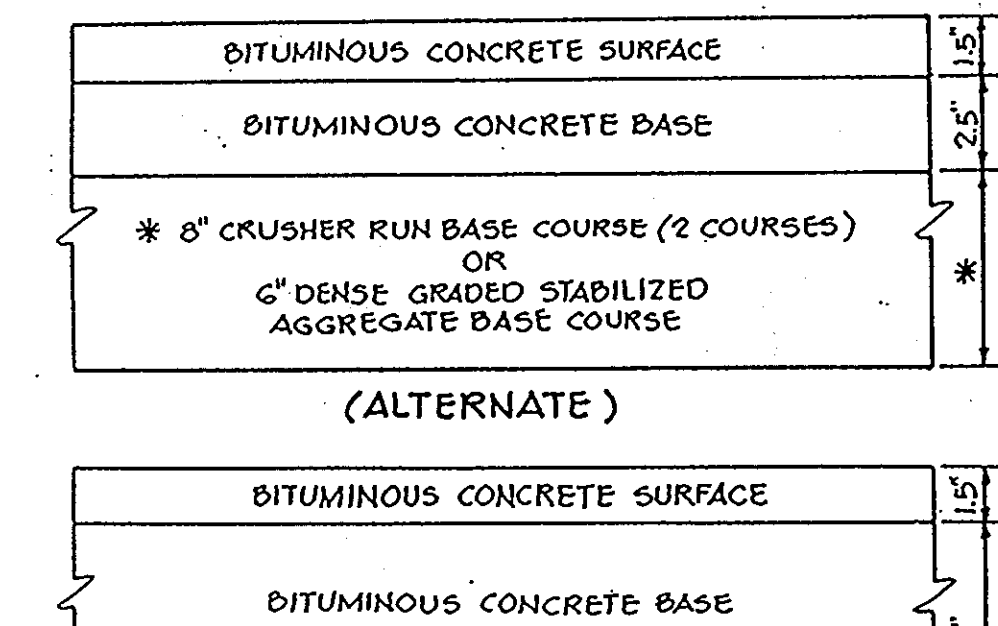 BITUMINOUS CONCRETE SURFACE
1.5"
BITUMINOUS CONCRETE BASE
2.5"
* 8" CRUSHER RUN BASE COURSE (2 COURSES)
OR
6" DENSE GRADED STABILIZED
AGGREGATE BASE COURSE
*
(ALTERNATE)
BITUMINOUS CONCRETE SURFACE
1.5"
BITUMINOUS CONCRETE BASE